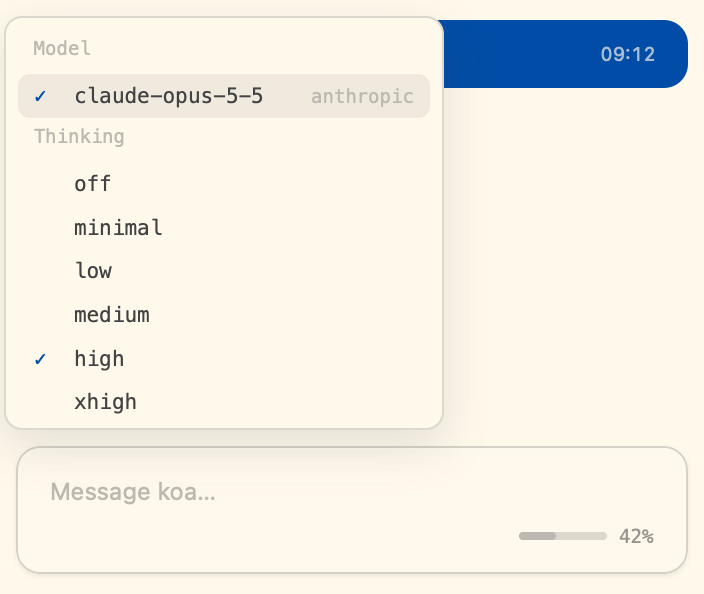 Model
09:12
✓ claude-opus-5-5 anthropic
Thinking
off
minimal
low
medium
✓ high
xhigh
Message koa...
42%